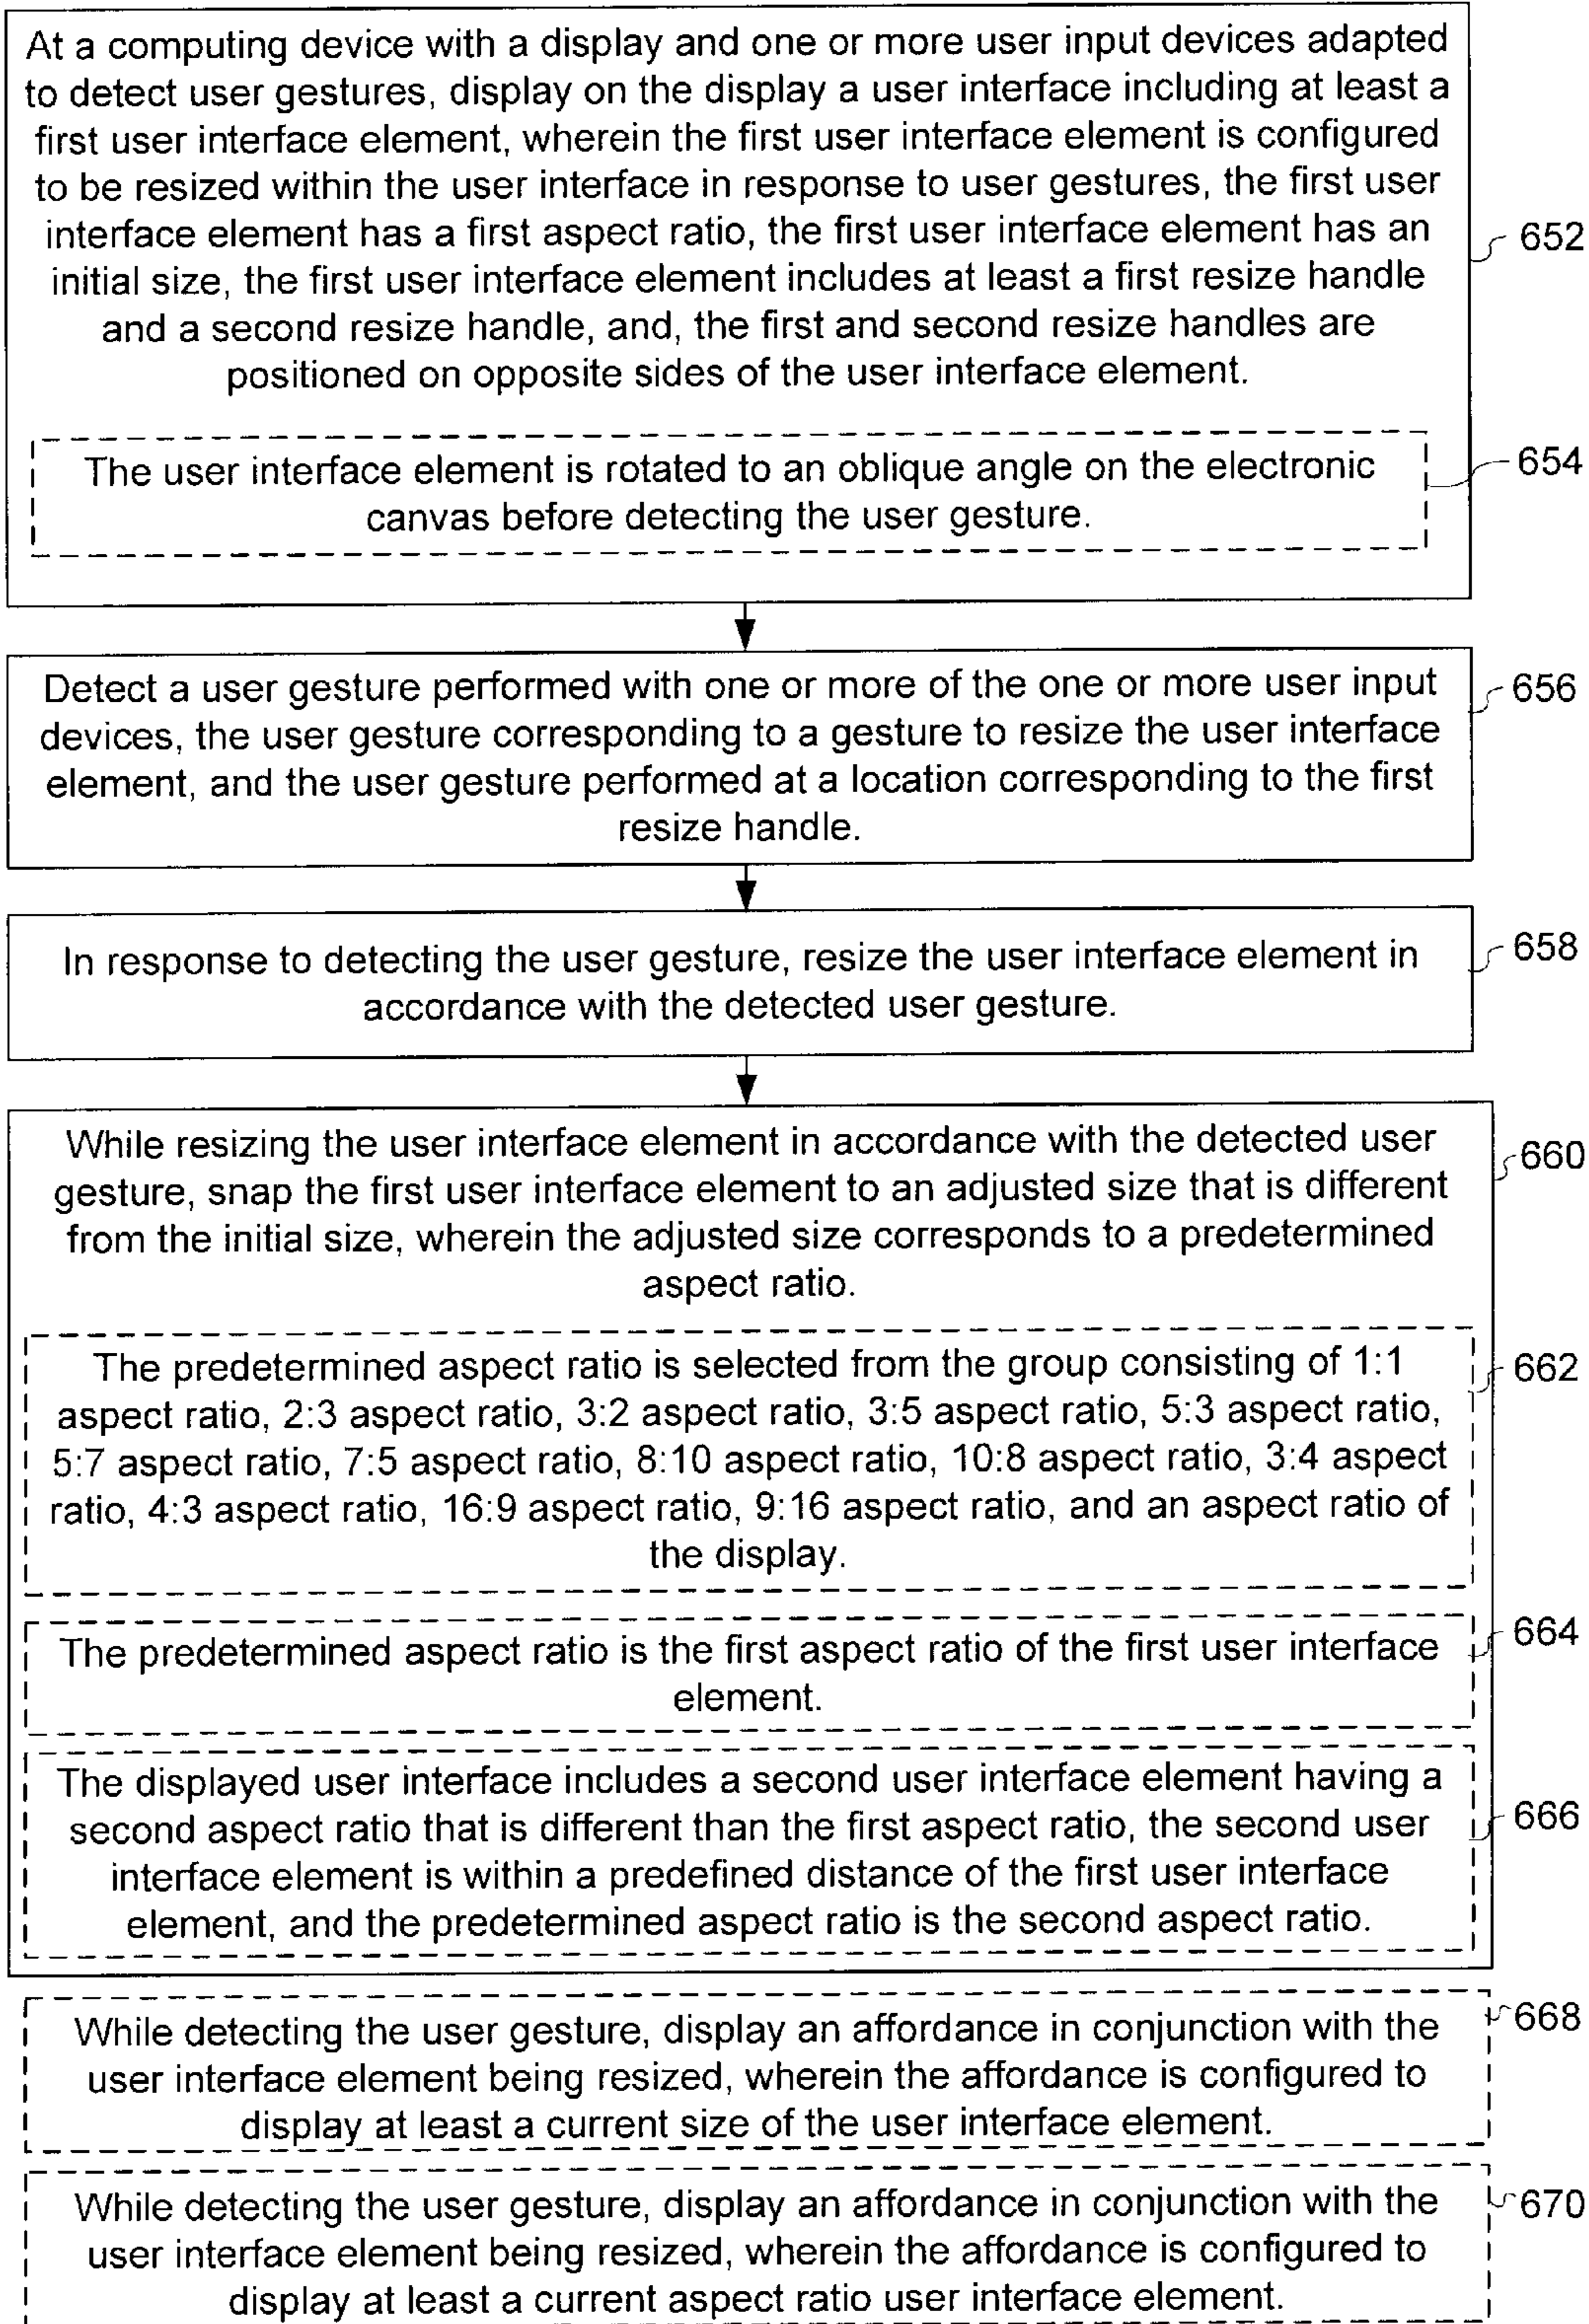 At a computing device with a display and one or more user input devices adapted
to detect user gestures, display on the display a user interface including at least a
first user interface element, wherein the first user interface element is configured
to be resized within the user interface in response to user gestures, the first user
interface element has a first aspect ratio, the first user interface element has an
initial size, the first user interface element includes at least a first resize handle
and a second resize handle, and, the first and second resize handles are
positioned on opposite sides of the user interface element.
652
The user interface element is rotated to an oblique angle on the electronic
canvas before detecting the user gesture.
654
Detect a user gesture performed with one or more of the one or more user input
devices, the user gesture corresponding to a gesture to resize the user interface
element, and the user gesture performed at a location corresponding to the first
resize handle.
656
In response to detecting the user gesture, resize the user interface element in
accordance with the detected user gesture.
658
While resizing the user interface element in accordance with the detected user
gesture, snap the first user interface element to an adjusted size that is different
from the initial size, wherein the adjusted size corresponds to a predetermined
aspect ratio.
660
The predetermined aspect ratio is selected from the group consisting of 1:1
aspect ratio, 2:3 aspect ratio, 3:2 aspect ratio, 3:5 aspect ratio, 5:3 aspect ratio,
5:7 aspect ratio, 7:5 aspect ratio, 8:10 aspect ratio, 10:8 aspect ratio, 3:4 aspect
ratio, 4:3 aspect ratio, 16:9 aspect ratio, 9:16 aspect ratio, and an aspect ratio of
the display.
662
The predetermined aspect ratio is the first aspect ratio of the first user interface
element.
664
The displayed user interface includes a second user interface element having a
second aspect ratio that is different than the first aspect ratio, the second user
interface element is within a predefined distance of the first user interface
element, and the predetermined aspect ratio is the second aspect ratio.
666
While detecting the user gesture, display an affordance in conjunction with the
user interface element being resized, wherein the affordance is configured to
display at least a current size of the user interface element.
668
While detecting the user gesture, display an affordance in conjunction with the
user interface element being resized, wherein the affordance is configured to
display at least a current aspect ratio user interface element.
670